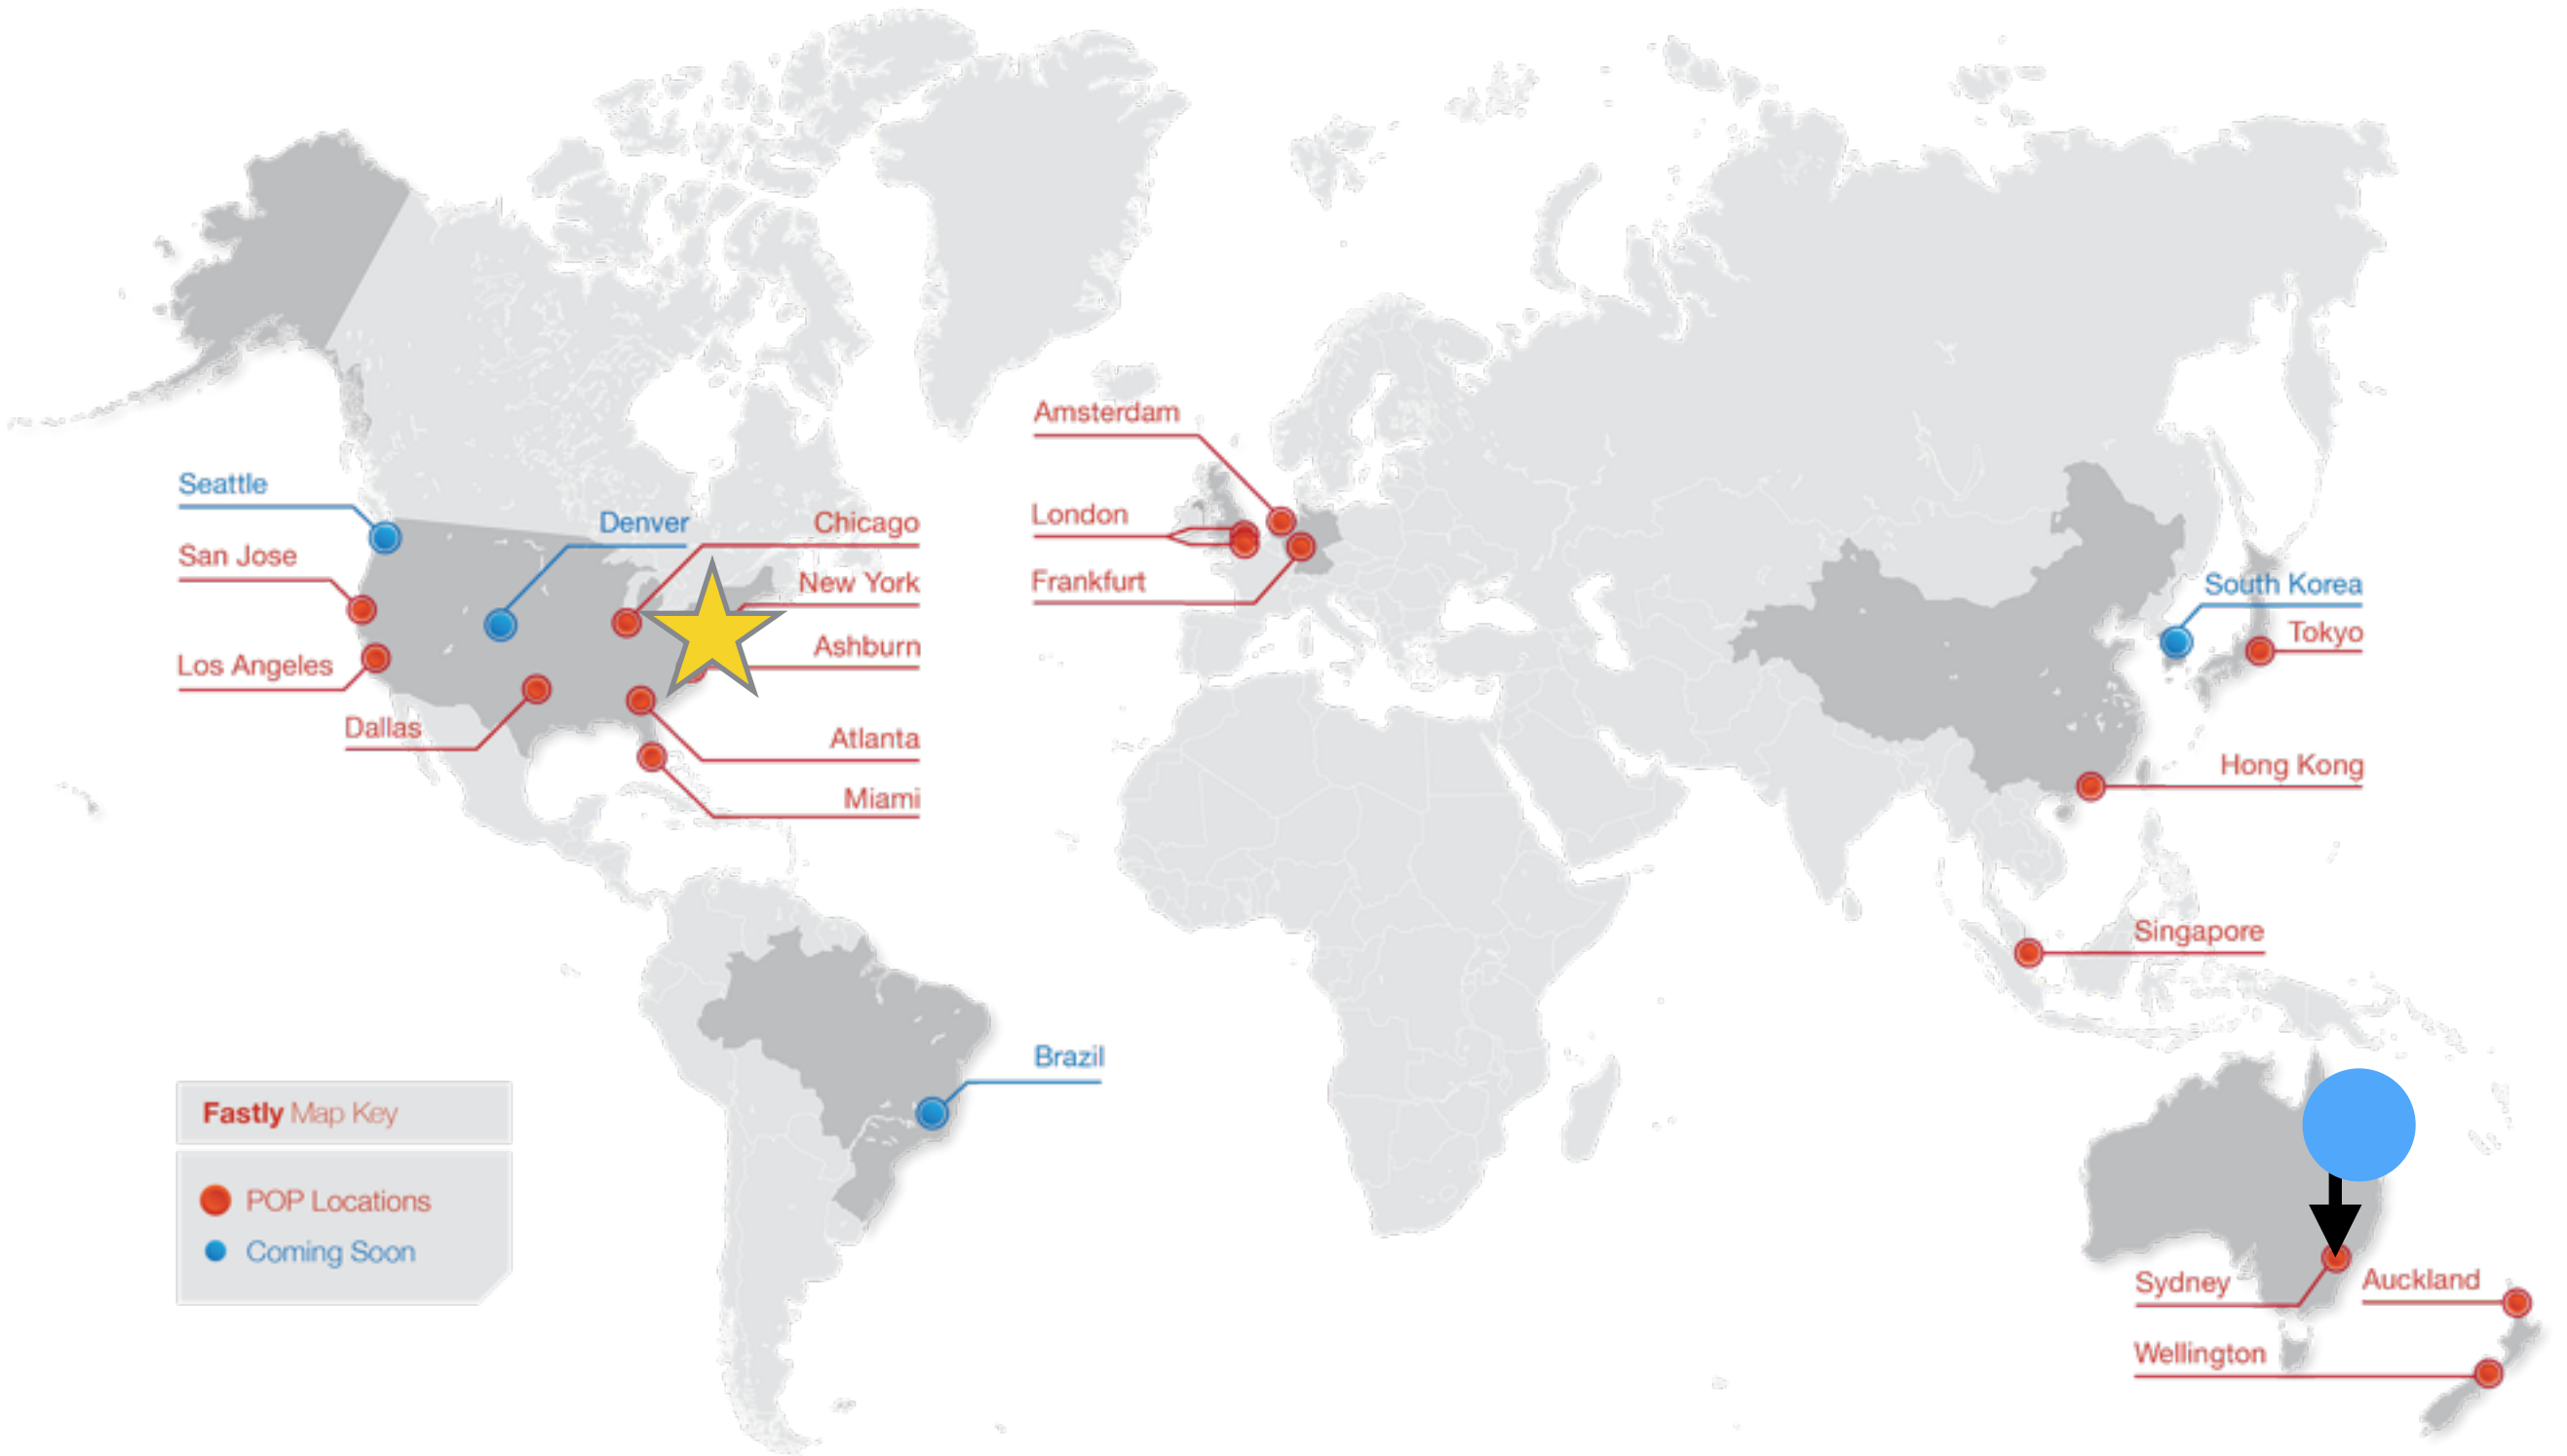 Amsterdam
Seattle
London
Denver
Chicago
San Jose
New York
Frankfurt
South Korea
Tokyo
Ashburn
Los Angeles
Dallas
Atlanta
Hong Kong
Miami
Singapore
Brazil
Fastly Map Key
POP Locations
Coming Soon
Sydney
Auckland
Wellington